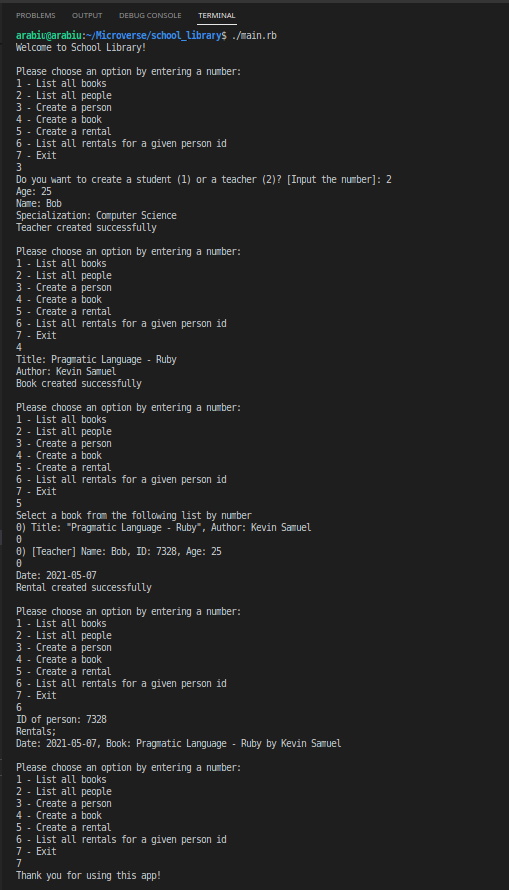 PROBLEMS OUTPUT DEBUG CONSOLE TERMINAL
arabiu@arabiu:~/Microverse/school_library$ ./main.rb
Welcome to School Library!

Please choose an option by entering a number:
1 - List all books
2 - List all people
3 - Create a person
4 - Create a book
5 - Create a rental
6 - List all rentals for a given person id
7 - Exit
3
Do you want to create a student (1) or a teacher (2)? [Input the number]: 2
Age: 25
Name: Bob
Specialization: Computer Science
Teacher created successfully

Please choose an option by entering a number:
1 - List all books
2 - List all people
3 - Create a person
4 - Create a book
5 - Create a rental
6 - List all rentals for a given person id
7 - Exit
4
Title: Pragmatic Language - Ruby
Author: Kevin Samuel
Book created successfully

Please choose an option by entering a number:
1 - List all books
2 - List all people
3 - Create a person
4 - Create a book
5 - Create a rental
6 - List all rentals for a given person id
7 - Exit
5
Select a book from the following list by number
0) Title: "Pragmatic Language - Ruby", Author: Kevin Samuel
0
0) [Teacher] Name: Bob, ID: 7328, Age: 25
0
Date: 2021-05-07
Rental created successfully

Please choose an option by entering a number:
1 - List all books
2 - List all people
3 - Create a person
4 - Create a book
5 - Create a rental
6 - List all rentals for a given person id
7 - Exit
6
ID of person: 7328
Rentals;
Date: 2021-05-07, Book: Pragmatic Language - Ruby by Kevin Samuel

Please choose an option by entering a number:
1 - List all books
2 - List all people
3 - Create a person
4 - Create a book
5 - Create a rental
6 - List all rentals for a given person id
7 - Exit
7
Thank you for using this app!